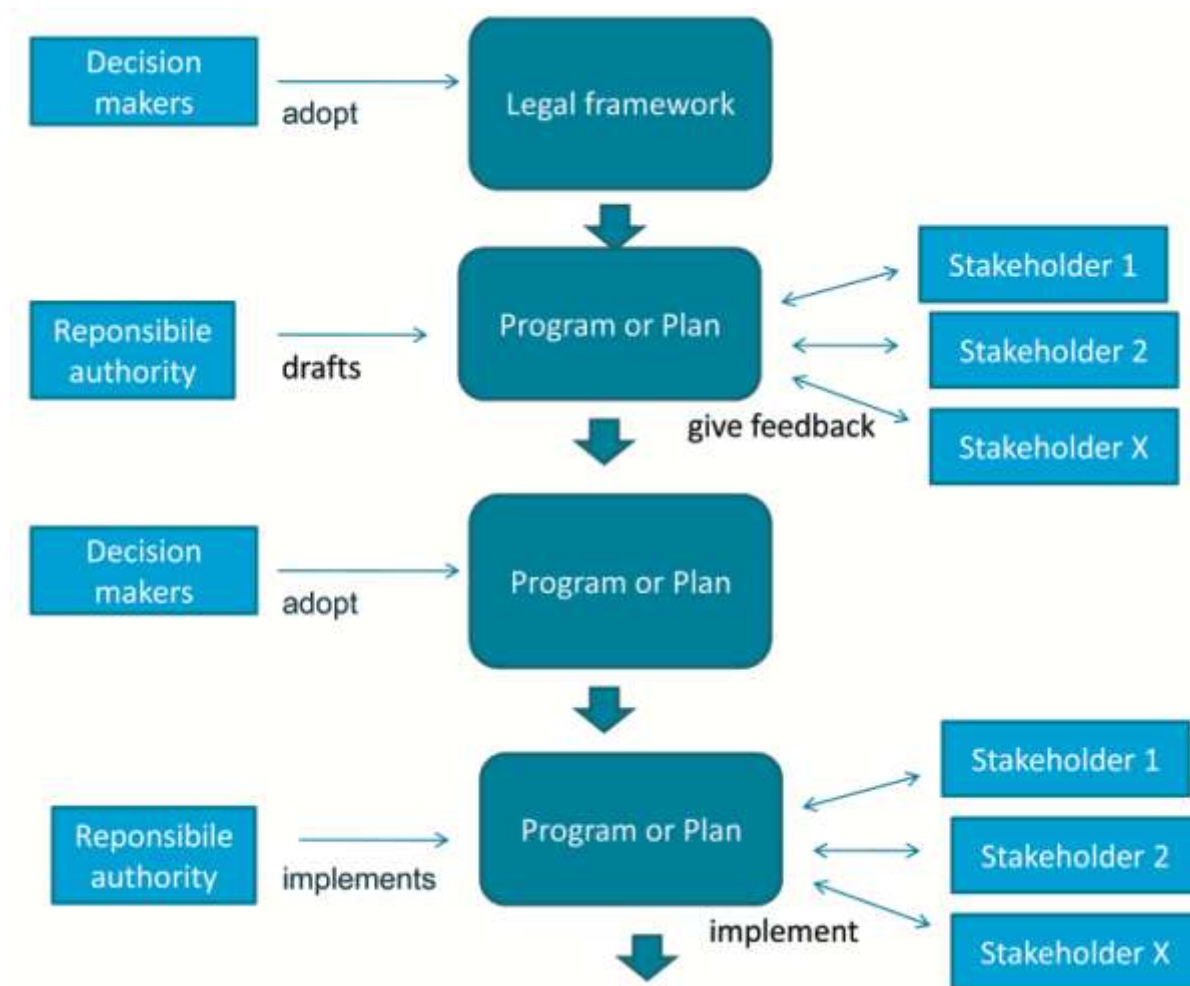 Decision
makers
adopt
Legal framework
Reponsibile
authority
drafts
Program or Plan
give feedback
Stakeholder 1
Stakeholder 2
Stakeholder X
Decision
makers
adopt
Program or Plan
Reponsibile
authority
implements
Program or Plan
implement
Stakeholder 1
Stakeholder 2
Stakeholder X